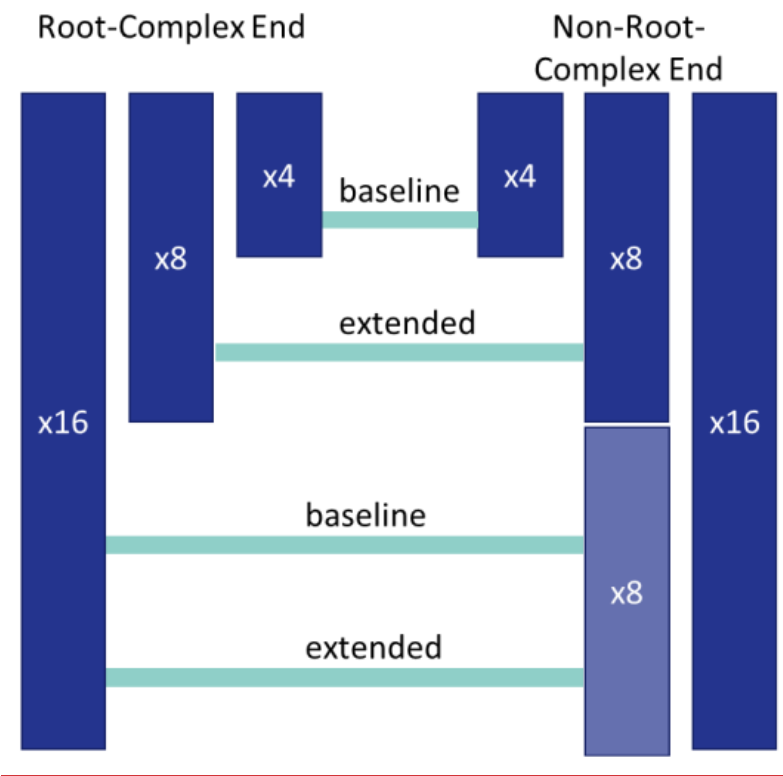 Root-Complex End
Non-Root-
Complex End
x4
x4
baseline
x8
x8
extended
x16
x16
baseline
x8
extended